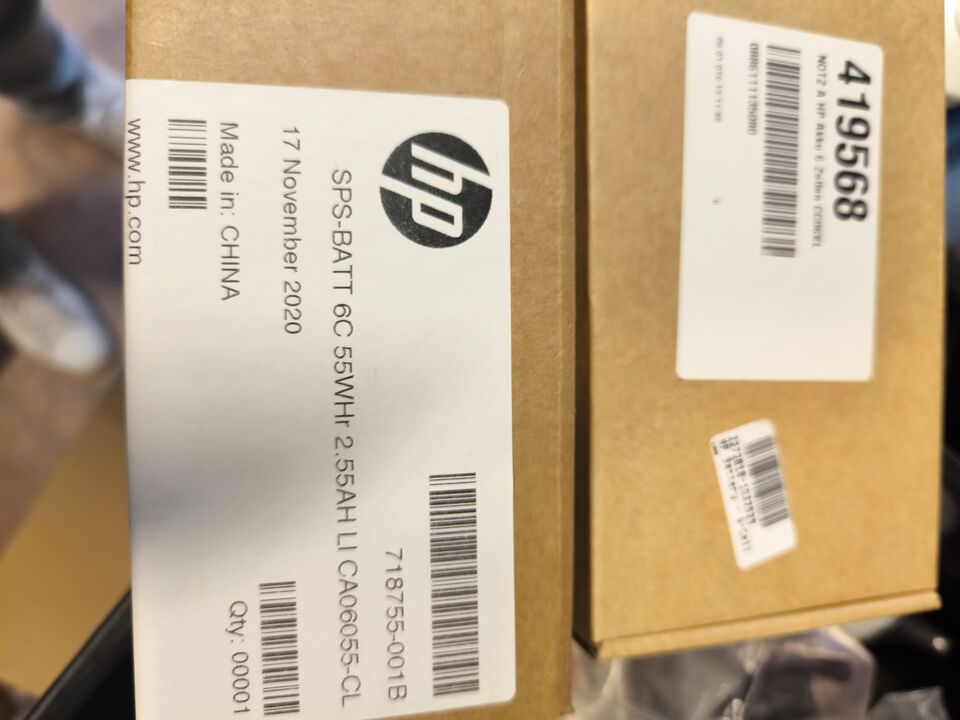 hp
718755-001B
SPS-BATT 6C 55WHr 2.55AH LI CA06055-CL
17 November 2020
Made in: CHINA
Qty: 00001
www.hp.com
419568
NOTZ A HP Akku 6 Zellen